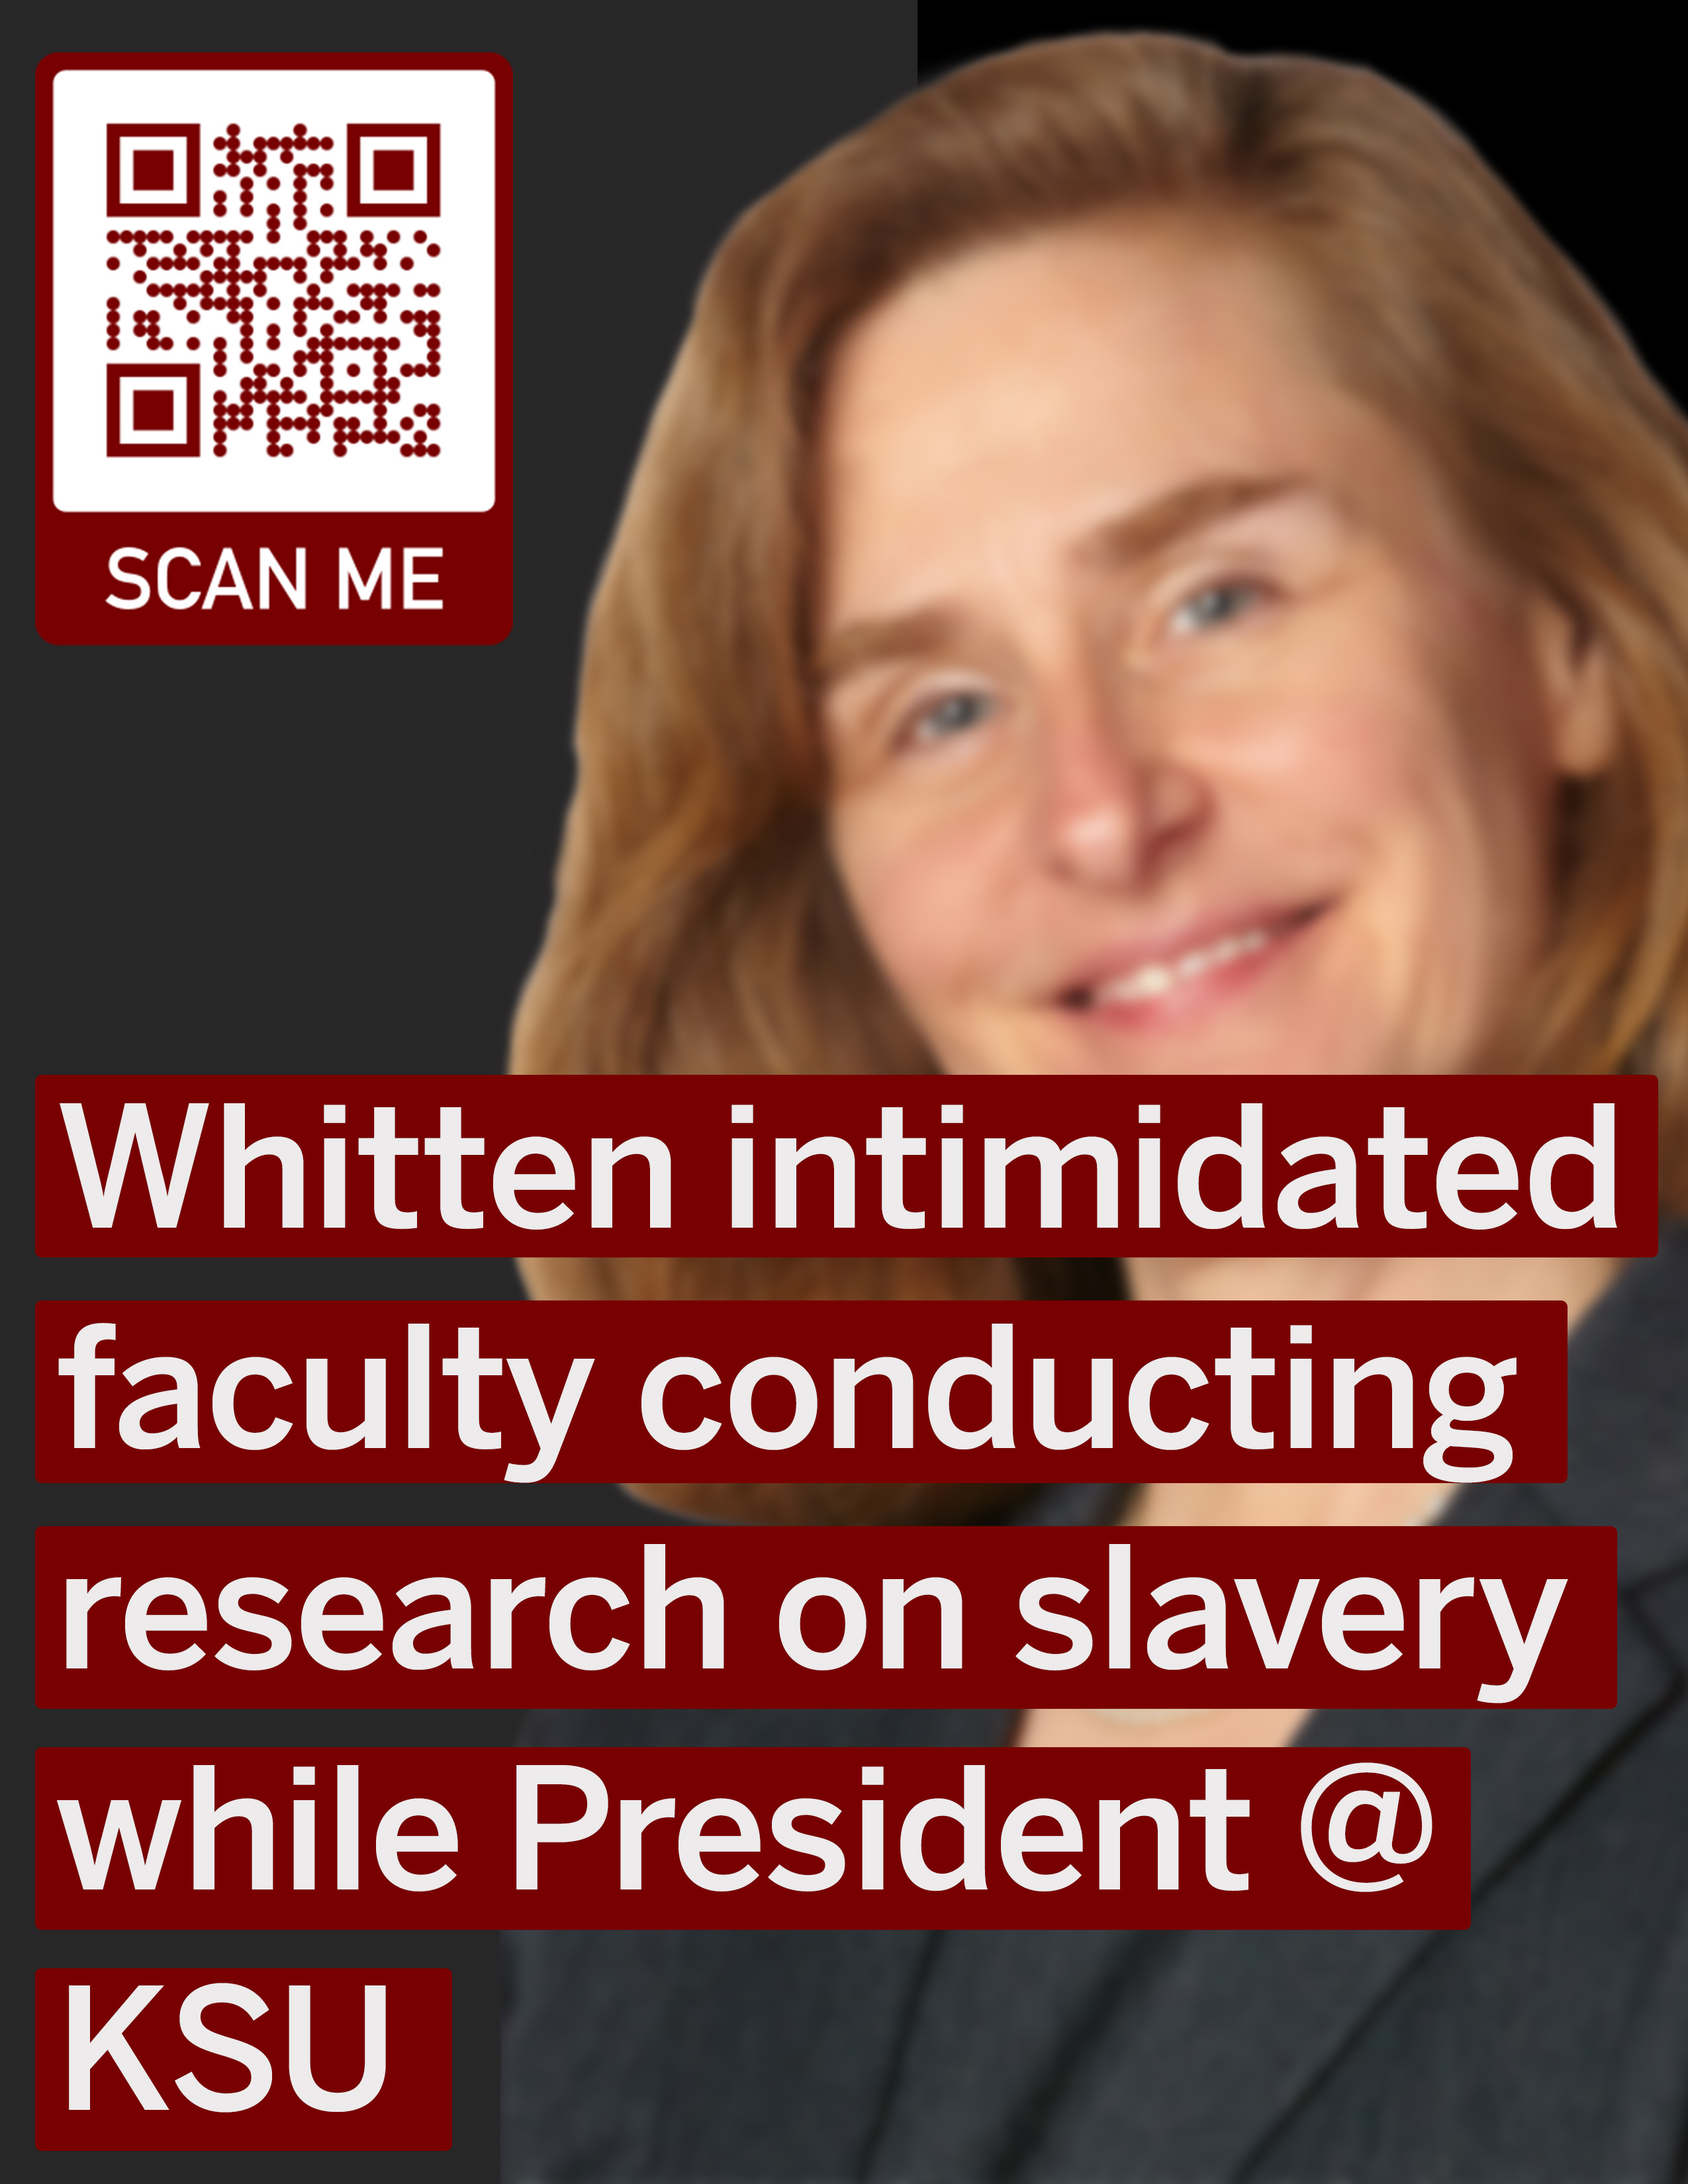 SCAN ME
Whitten intimidated
faculty conducting
research on slavery
while President @
KSU